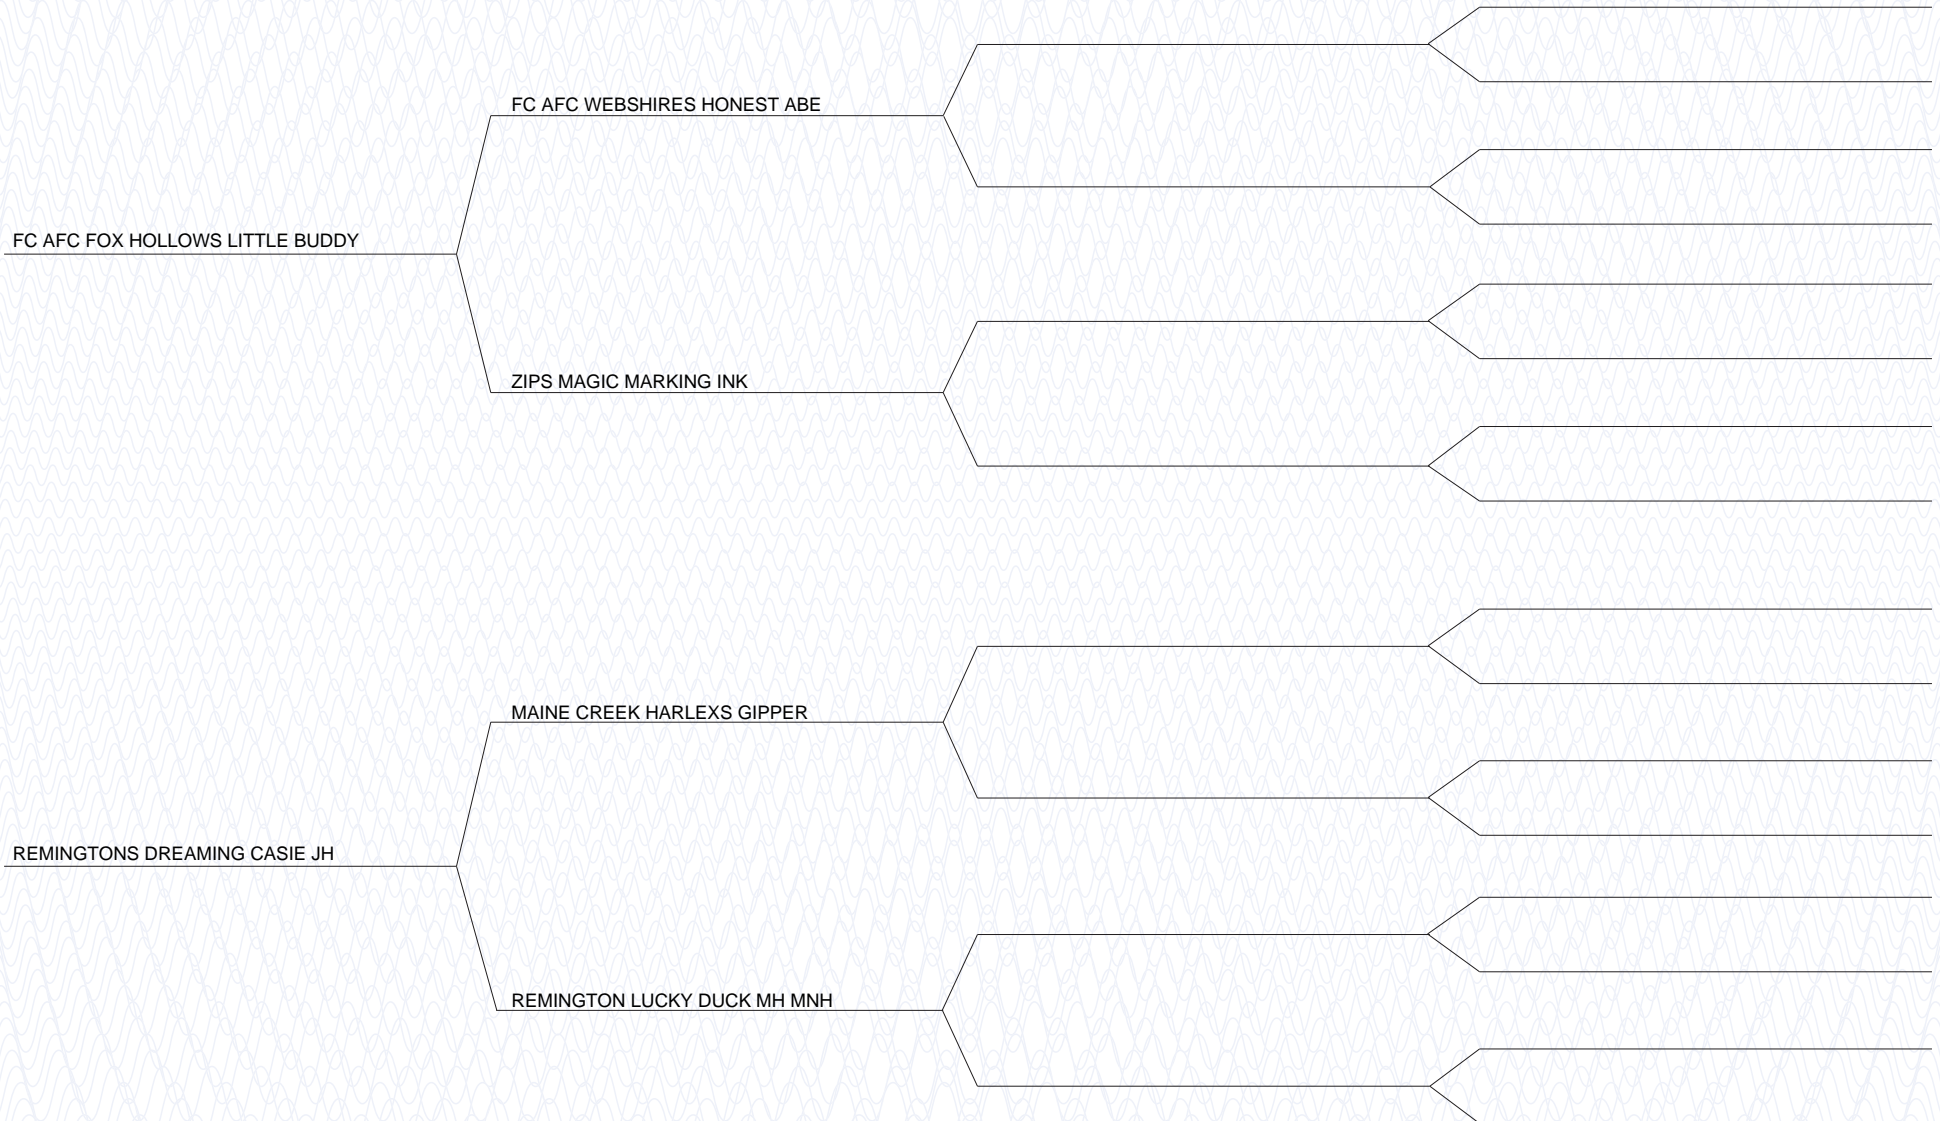 FC AFC WEBSHIRES HONEST ABE
FC AFC FOX HOLLOWS LITTLE BUDDY
ZIPS MAGIC MARKING INK
MAINE CREEK HARLEXS GIPPER
REMINGTONS DREAMING CASIE JH
REMINGTON LUCKY DUCK MH MNH